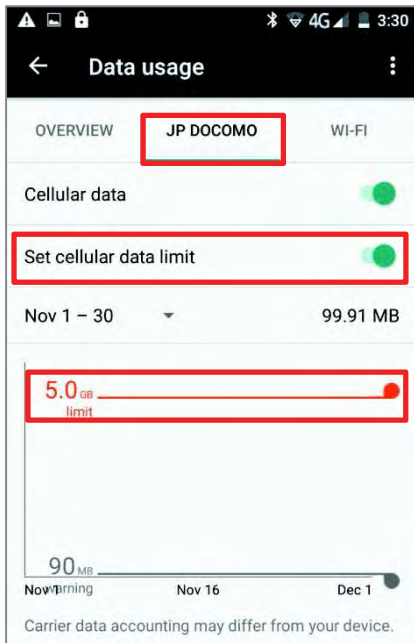 4G 3:30
Data usage
OVERVIEW JP DOCOMO WI-FI
Cellular data
Set cellular data limit
Nov 1 – 30 99.91 MB
5.0 GB
limit
90 MB
warning
Nov 1 Nov 16 Dec 1
Carrier data accounting may differ from your device.